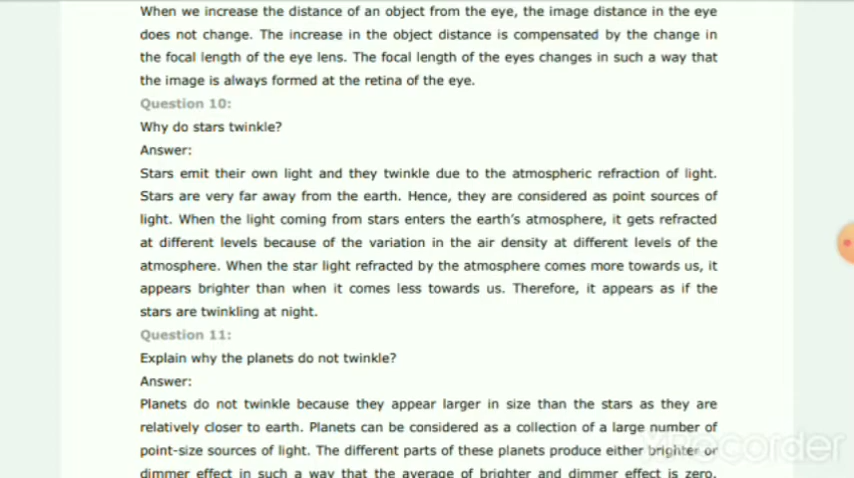 When we increase the distance of an object from the eye, the image distance in the eye
does not change. The increase in the object distance is compensated by the change in
the focal length of the eye lens. The focal length of the eyes changes in such a way that
the image is always formed at the retina of the eye.
Question 10:
Why do stars twinkle?
Answer:
Stars emit their own light and they twinkle due to the atmospheric refraction of light.
Stars are very far away from the earth. Hence, they are considered as point sources of
light. When the light coming from stars enters the earth's atmosphere, it gets refracted
at different levels because of the variation in the air density at different levels of the
atmosphere. When the star light refracted by the atmosphere comes more towards us, it
appears brighter than when it comes less towards us. Therefore, it appears as if the
stars are twinkling at night.
Question 11:
Explain why the planets do not twinkle?
Answer:
Planets do not twinkle because they appear larger in size than the stars as they are
relatively closer to earth. Planets can be considered as a collection of a large number of
point-size sources of light. The different parts of these planets produce either brighter or
dimmer effect in such a way that the average of brighter and dimmer effect is zero.
XRecorder